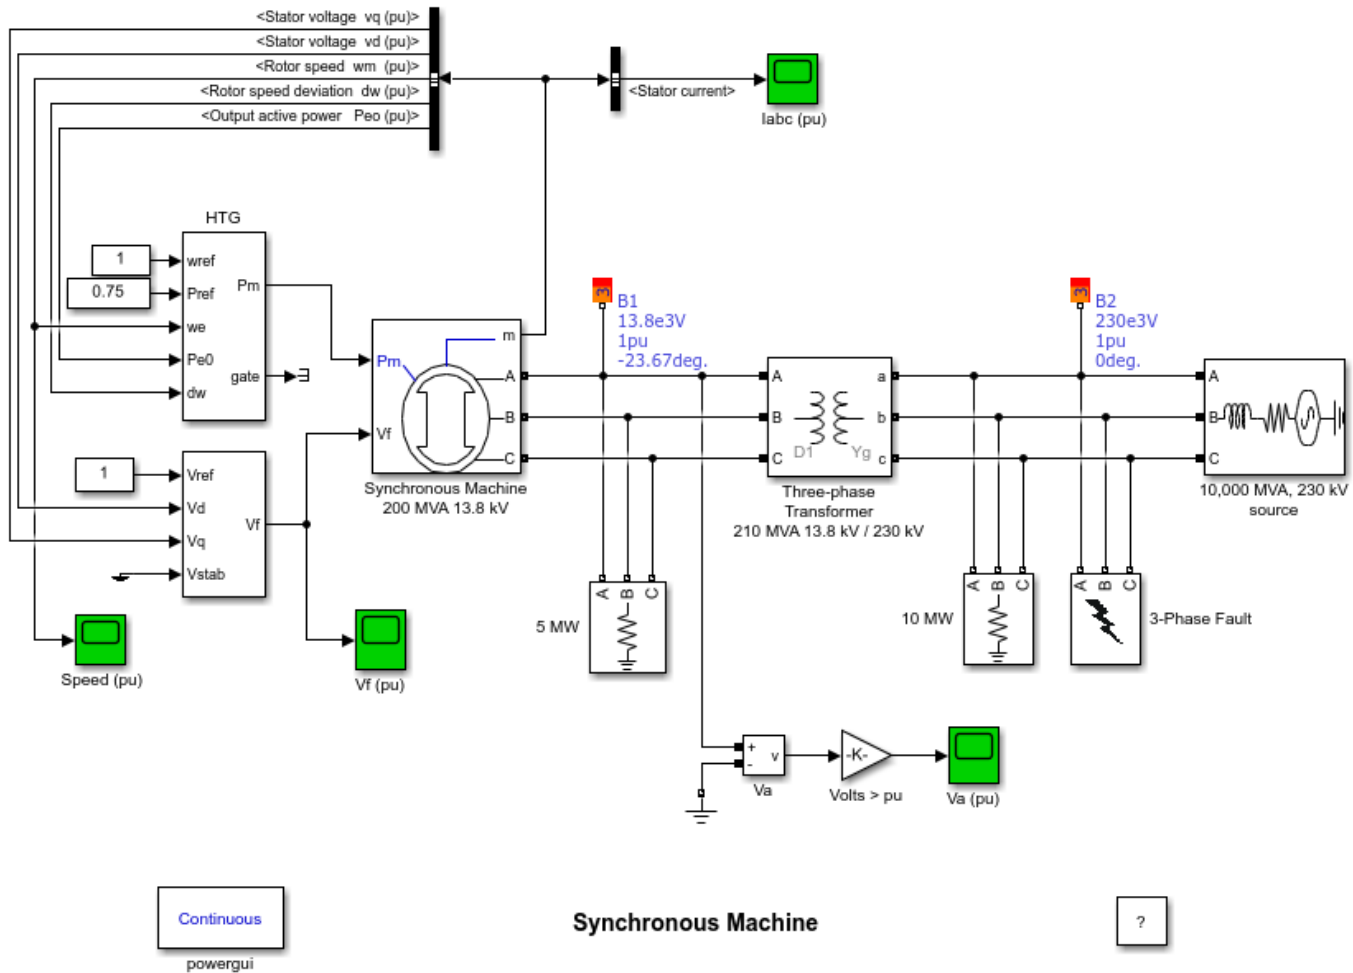 <Stator voltage  vq (pu)>
<Stator voltage  vd (pu)>
<Rotor speed  wm  (pu)>
<Rotor speed deviation  dw (pu)>
<Output active power   Peo (pu)>
<Stator current>
Iabc (pu)
HTG
1
wref
0.75
Pref
Pm
we
Pe0
gate
dw
1
Vref
Vd
Vf
Vq
Vstab
Speed (pu)
Vf (pu)
m
Pm
A
B
Vf
C
Synchronous Machine
200 MVA 13.8 kV
3
B1
13.8e3V
1pu
-23.67deg.
A
a
B
b
D1
Yg
C
c
Three-phase
Transformer
210 MVA 13.8 kV / 230 kV
3
B2
230e3V
1pu
0deg.
A
B
C
10,000 MVA, 230 kV
source
A
B
C
5 MW
A
B
C
10 MW
A
B
C
3-Phase Fault
+
-
v
Va
-K-
Volts > pu
Va (pu)
Continuous
powergui
Synchronous Machine
?